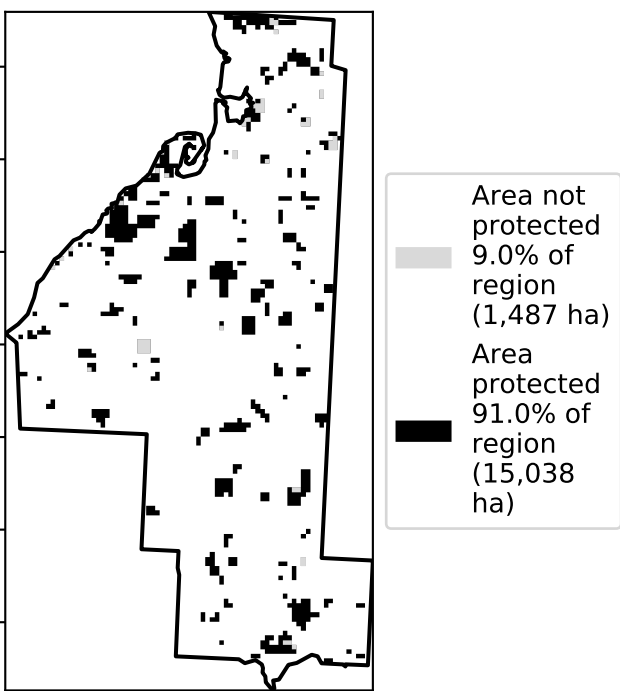 Area not
protected
9.0% of
region
(1,487 ha)
Area
protected
91.0% of
region
(15,038
ha)